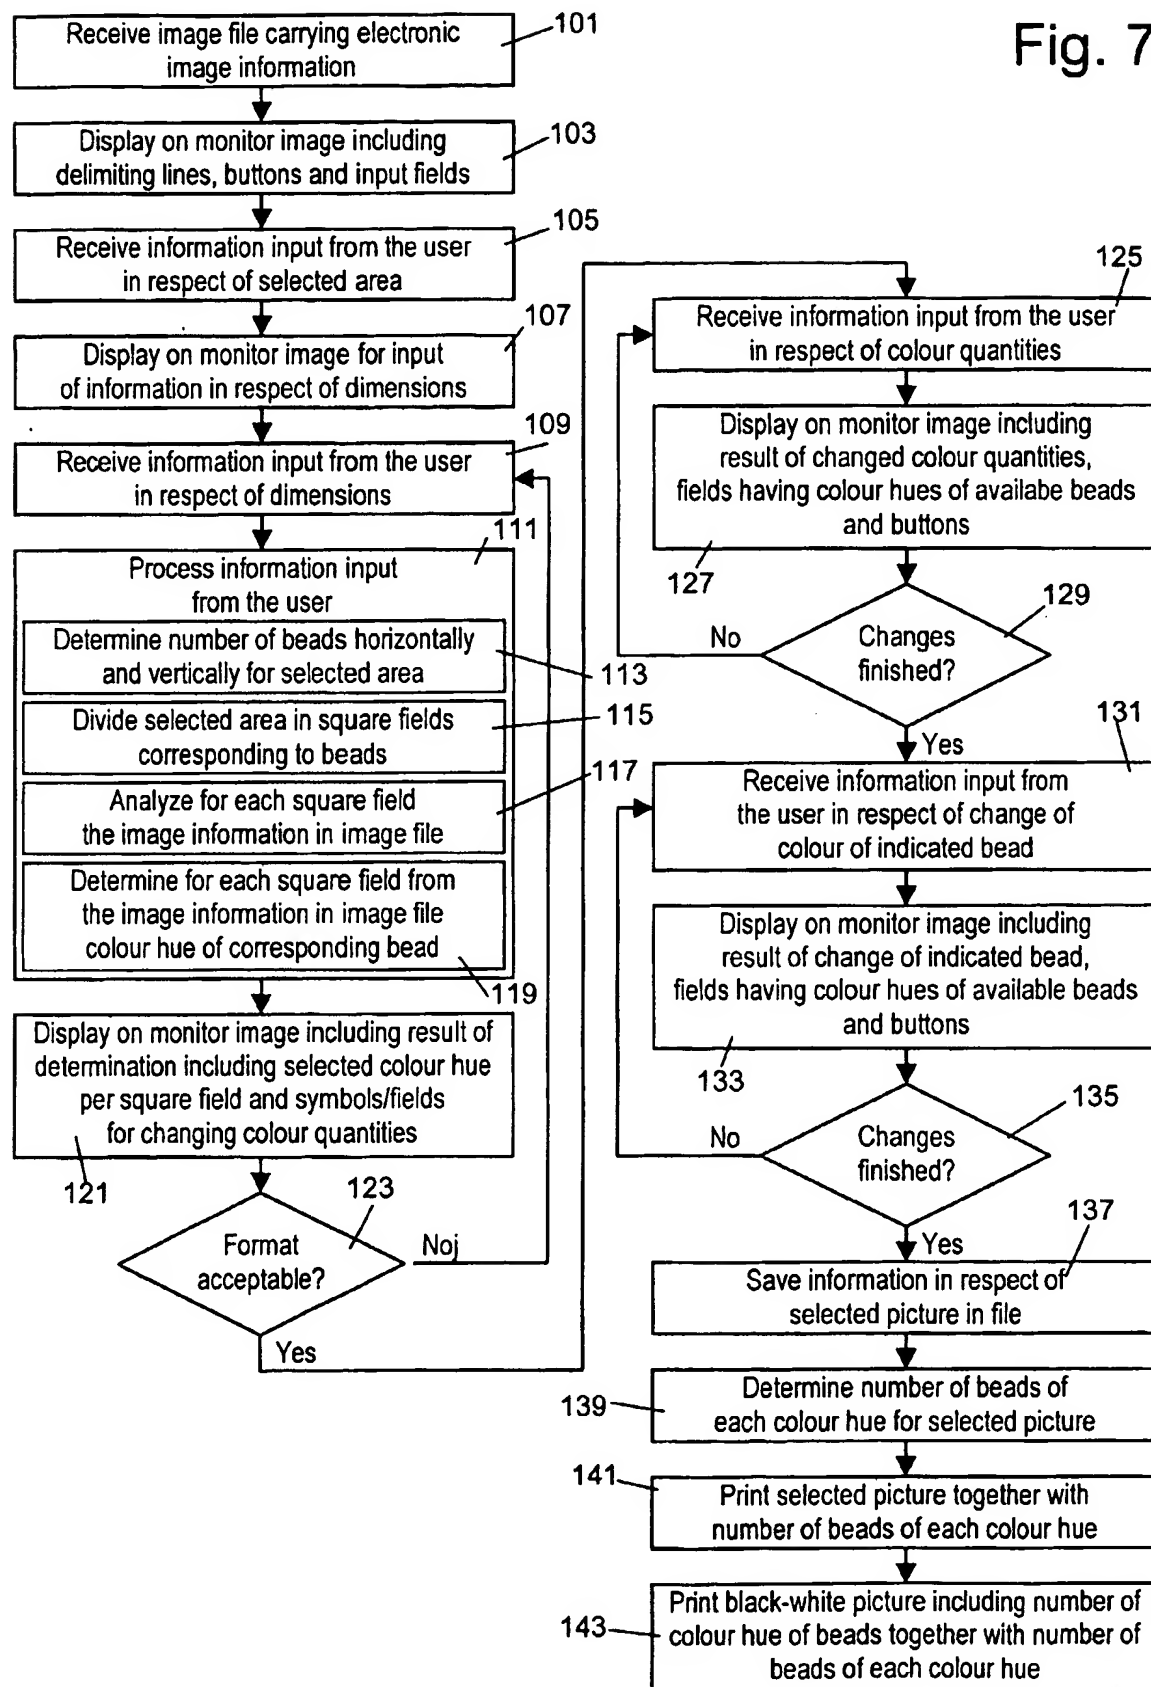 Fig. 7
Receive image file carrying electronic
image information
101
Display on monitor image including
delimiting lines, buttons and input fields
103
Receive information input from the user
in respect of selected area
105
Display on monitor image for input
of information in respect of dimensions
107
Receive information input from the user
in respect of dimensions
109
Process information input
from the user
111
Determine number of beads horizontally
and vertically for selected area
113
Divide selected area in square fields
corresponding to beads
115
Analyze for each square field
the image information in image file
117
Determine for each square field from
the image information in image file
colour hue of corresponding bead
119
Display on monitor image including result of
determination including selected colour hue
per square field and symbols/fields
for changing colour quantities
121
Format
acceptable?
123
Noj
Yes
Receive information input from the user
in respect of colour quantities
125
Display on monitor image including
result of changed colour quantities,
fields having colour hues of availabe beads
and buttons
127
Changes
finished?
129
No
Yes
Receive information input from
the user in respect of change of
colour of indicated bead
131
Display on monitor image including
result of change of indicated bead,
fields having colour hues of available beads
and buttons
133
Changes
finished?
135
No
Yes
Save information in respect of
selected picture in file
137
Determine number of beads of
each colour hue for selected picture
139
Print selected picture together with
number of beads of each colour hue
141
Print black-white picture including number of
colour hue of beads together with number of
beads of each colour hue
143